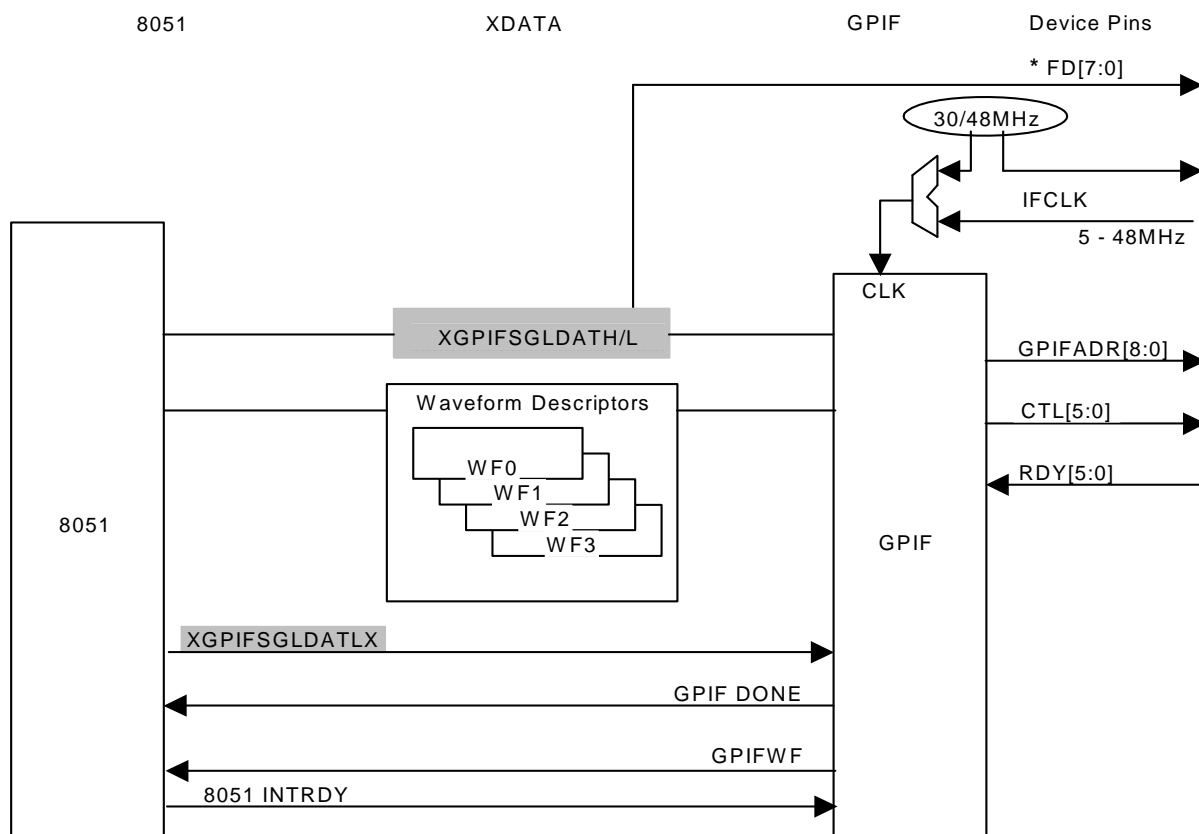 8051 XDATA GPIF Device Pins
* FD[7:0]
30/48MHz
IFCLK
5 - 48MHz
CLK
XGPIFSGLDATH/L
GPIFADR[8:0]
Waveform Descriptors
CTL[5:0]
WF0
RDY[5:0]
WF1
WF2
8051
WF3
GPIF
XGPIFSGLDATLX
GPIF DONE
GPIFWF
8051 INTRDY